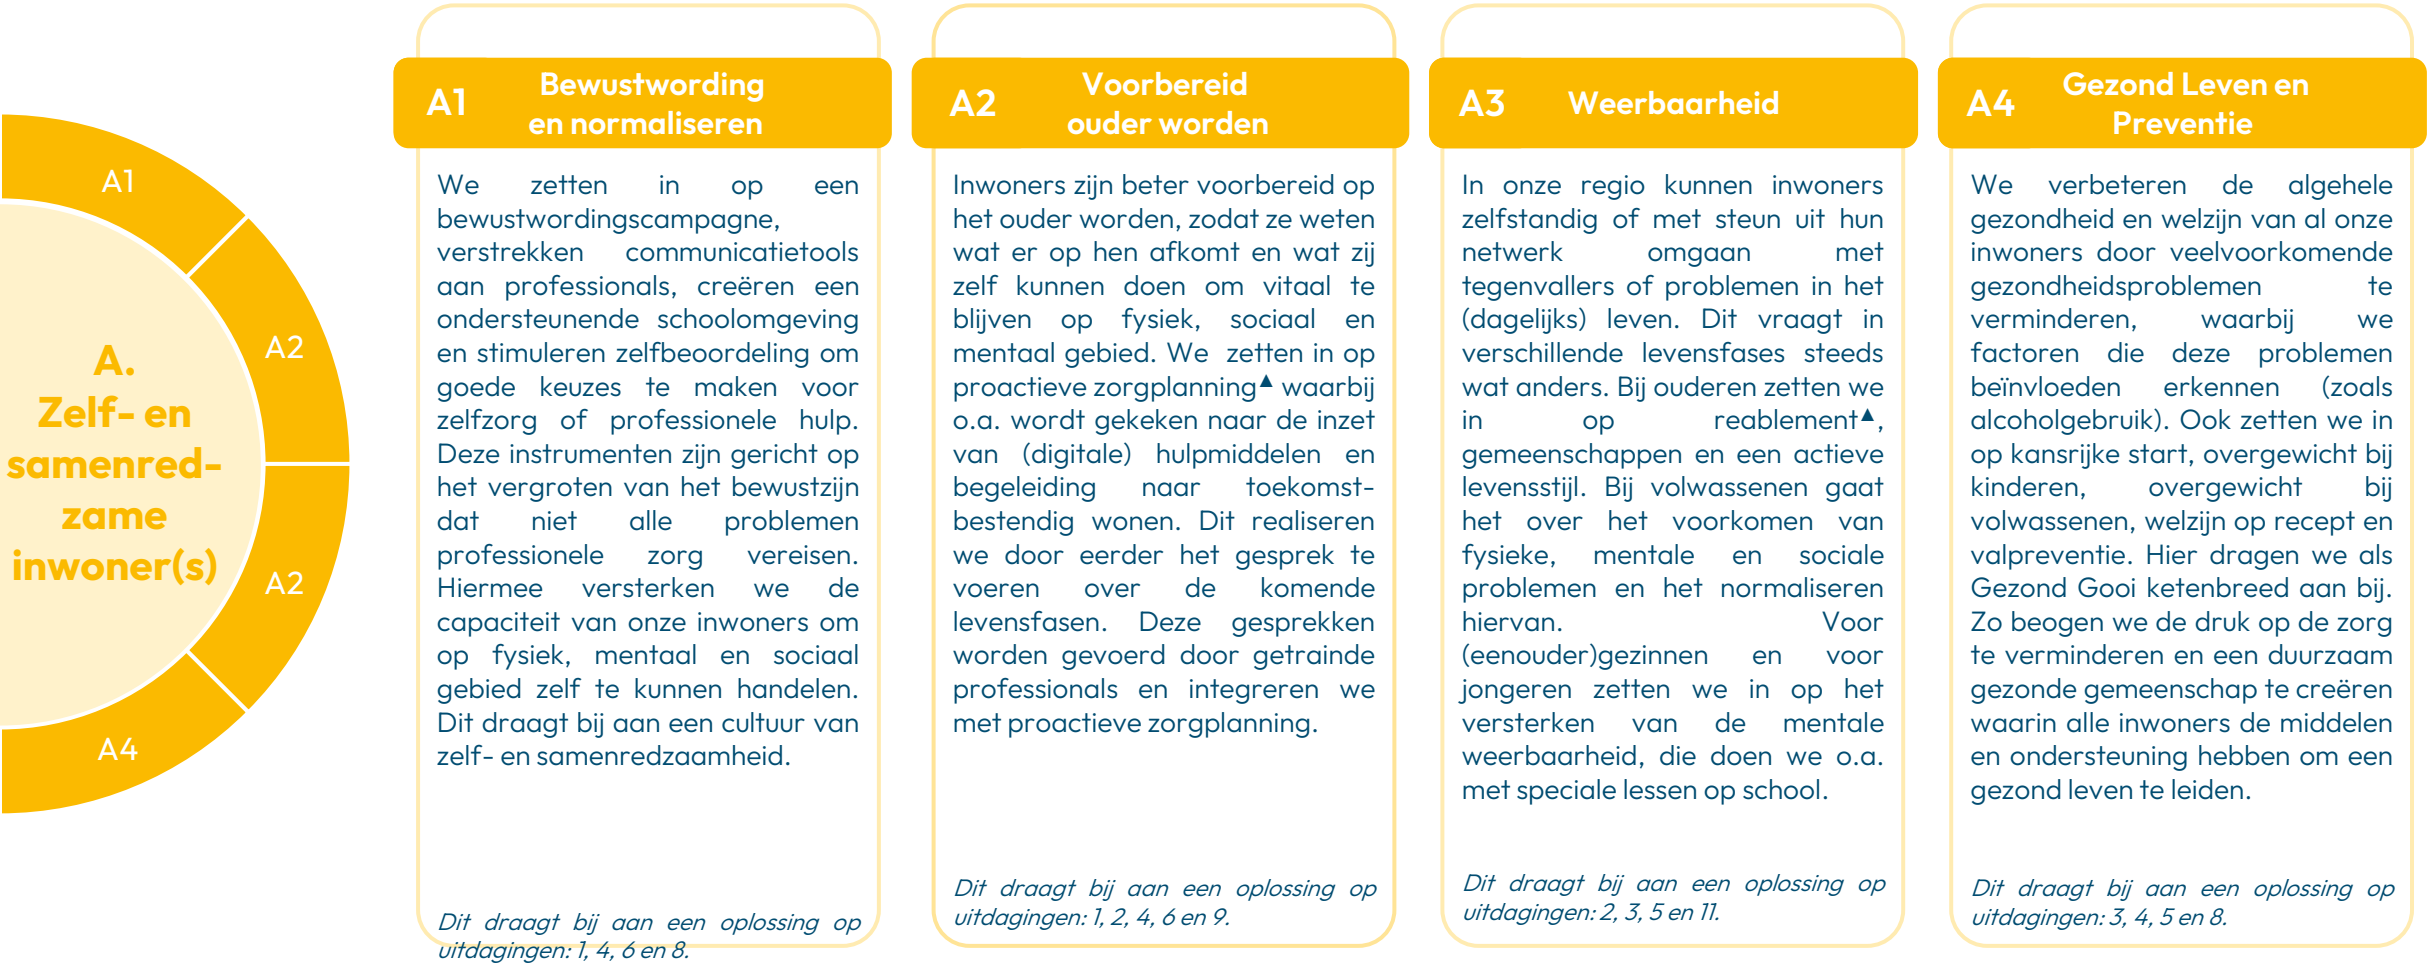 A1
A2
A2
A4
A.
Zelf- en
samenred-
zame
inwoner(s)
A1
Bewustwording
en normaliseren
We zetten in op een
bewustwordingscampagne,
verstrekken communicatietools
aan professionals, creëren een
ondersteunende schoolomgeving
en stimuleren zelfbeoordeling om
goede keuzes te maken voor
zelfzorg of professionele hulp.
Deze instrumenten zijn gericht op
het vergroten van het bewustzijn
dat niet alle problemen
professionele zorg vereisen.
Hiermee versterken we de
capaciteit van onze inwoners om
op fysiek, mentaal en sociaal
gebied zelf te kunnen handelen.
Dit draagt bij aan een cultuur van
zelf- en samenredzaamheid.
Dit draagt bij aan een oplossing op
uitdagingen: 1, 4, 6 en 8.
A2
Voorbereid
ouder worden
Inwoners zijn beter voorbereid op
het ouder worden, zodat ze weten
wat er op hen afkomt en wat zij
zelf kunnen doen om vitaal te
blijven op fysiek, sociaal en
mentaal gebied. We zetten in op
proactieve zorgplanning▲ waarbij
o.a. wordt gekeken naar de inzet
van (digitale) hulpmiddelen en
begeleiding naar toekomst-
bestendig wonen. Dit realiseren
we door eerder het gesprek te
voeren over de komende
levensfasen. Deze gesprekken
worden gevoerd door getrainde
professionals en integreren we
met proactieve zorgplanning.
Dit draagt bij aan een oplossing op
uitdagingen: 1, 2, 4, 6 en 9.
A3
Weerbaarheid
In onze regio kunnen inwoners
zelfstandig of met steun uit hun
netwerk omgaan met
tegenvallers of problemen in het
(dagelijks) leven. Dit vraagt in
verschillende levensfases steeds
wat anders. Bij ouderen zetten we
in op reablement▲,
gemeenschappen en een actieve
levensstijl. Bij volwassenen gaat
het over het voorkomen van
fysieke, mentale en sociale
problemen en het normaliseren
hiervan. Voor
(eenouder)gezinnen en voor
jongeren zetten we in op het
versterken van de mentale
weerbaarheid, die doen we o.a.
met speciale lessen op school.
Dit draagt bij aan een oplossing op
uitdagingen: 2, 3, 5 en 11.
A4
Gezond Leven en
Preventie
We verbeteren de algehele
gezondheid en welzijn van al onze
inwoners door veelvoorkomende
gezondheidsproblemen te
verminderen, waarbij we
factoren die deze problemen
beïnvloeden erkennen (zoals
alcoholgebruik). Ook zetten we in
op kansrijke start, overgewicht bij
kinderen, overgewicht bij
volwassenen, welzijn op recept en
valpreventie. Hier dragen we als
Gezond Gooi ketenbreed aan bij.
Zo beogen we de druk op de zorg
te verminderen en een duurzaam
gezonde gemeenschap te creëren
waarin alle inwoners de middelen
en ondersteuning hebben om een
gezond leven te leiden.
Dit draagt bij aan een oplossing op
uitdagingen: 3, 4, 5 en 8.